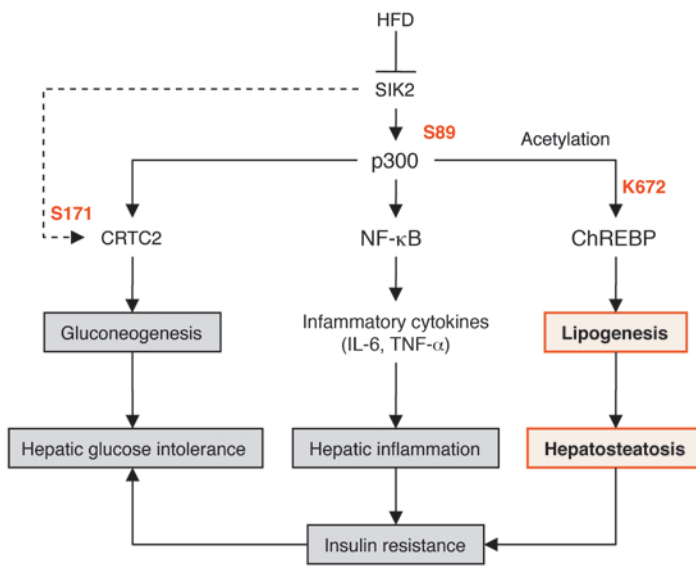 HFD
SIK2
S89
Acetylation
p300
K672
S171
CRTC2
NF-κB
ChREBP
Gluconeogenesis
Infammatory cytokines
(IL-6, TNF-α)
Lipogenesis
Hepatic glucose intolerance
Hepatic inflammation
Hepatosteatosis
Insulin resistance